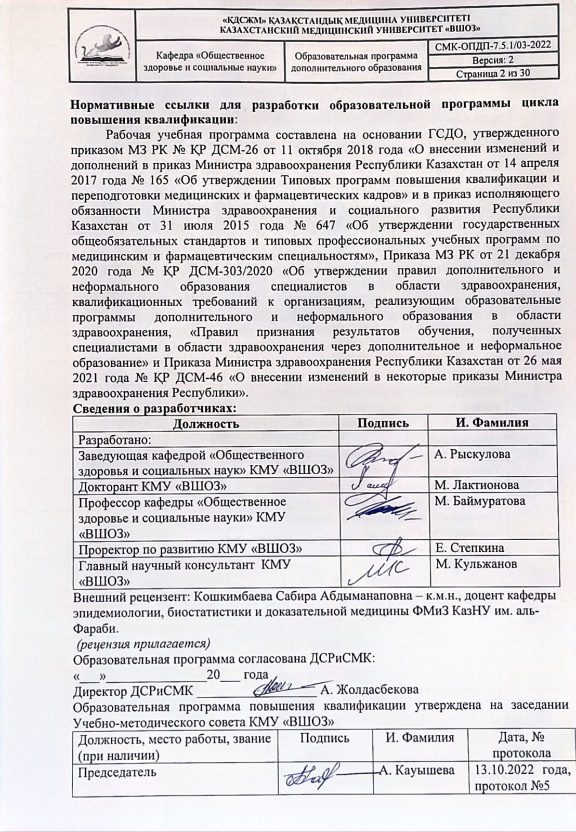 «ҚДСЖМ» ҚАЗАҚСТАНДЫҚ МЕДИЦИНА УНИВЕРСИТЕТІ
КАЗАХСТАНСКИЙ МЕДИЦИНСКИЙ УНИВЕРСИТЕТ «ВШОЗ»
Кафедра «Общественное
здоровье и социальные науки»
Образовательная программа
дополнительного образования
СМК-ОПДП-7.5.1/03-2022
Версия: 2
Страница 2 из 30
Нормативные ссылки для разработки образовательной программы цикла
повышения квалификации:
Рабочая учебная программа составлена на основании ГСДО, утвержденного
приказом МЗ РК № ҚР ДСМ-26 от 11 октября 2018 года «О внесении изменений и
дополнений в приказ Министра здравоохранения Республики Казахстан от 14 апреля
2017 года № 165 «Об утверждении Типовых программ повышения квалификации и
переподготовки медицинских и фармацевтических кадров» и в приказ исполняющего
обязанности Министра здравоохранения и социального развития Республики
Казахстан от 31 июля 2015 года № 647 «Об утверждении государственных
общеобязательных стандартов и типовых профессиональных учебных программ по
медицинским и фармацевтическим специальностям», Приказа МЗ РК от 21 декабря
2020 года № ҚР ДСМ-303/2020 «Об утверждении правил дополнительного и
неформального образования специалистов в области здравоохранения,
квалификационных требований к организациям, реализующим образовательные
программы дополнительного и неформального образования в области
здравоохранения, «Правил признания результатов обучения, полученных
специалистами в области здравоохранения через дополнительное и неформальное
образование» и Приказа Министра здравоохранения Республики Казахстан от 26 мая
2021 года № ҚР ДСМ-46 «О внесении изменений в некоторые приказы Министра
здравоохранения Республики».
Сведения о разработчиках:
Должность Подпись И. Фамилия
Разработано:
Заведующая кафедрой «Общественного
здоровья и социальных наук» КМУ «ВШОЗ»
А. Рыскулова
Докторант КМУ «ВШОЗ» М. Лактионова
Профессор кафедры «Общественное
здоровье и социальные науки» КМУ
«ВШОЗ»
М. Баймуратова
Проректор по развитию КМУ «ВШОЗ» Е. Степкина
Главный научный консультант КМУ
«ВШОЗ»
М. Кульжанов
Внешний рецензент: Кошкимбаева Сабира Абдыманаповна – к.м.н., доцент кафедры
эпидемиологии, биостатистики и доказательной медицины ФМиЗ КазНУ им. аль-
Фараби.
(рецензия прилагается)
Образовательная программа согласована ДСРиСМК:
«___»_______________20___ года
Директор ДСРиСМК __________________ А. Жолдасбекова
Образовательная программа повышения квалификации утверждена на заседании
Учебно-методического совета КМУ «ВШОЗ»
Должность, место работы, звание
(при наличии)
Подпись
И. Фамилия
Дата, №
протокола
Председатель
А. Кауышева
13.10.2022 года,
протокол №5